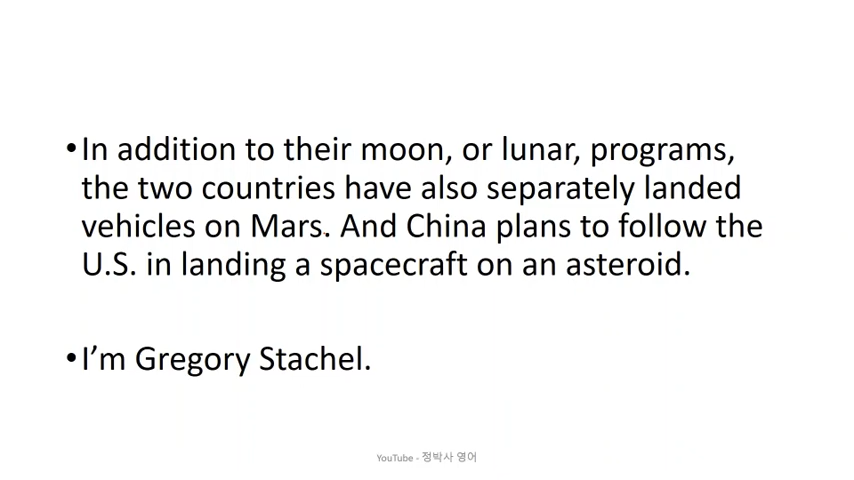 •In addition to their moon, or lunar, programs,
the two countries have also separately landed
vehicles on Mars. And China plans to follow the
U.S. in landing a spacecraft on an asteroid.
•I’m Gregory Stachel.
YouTube - 정박사 영어